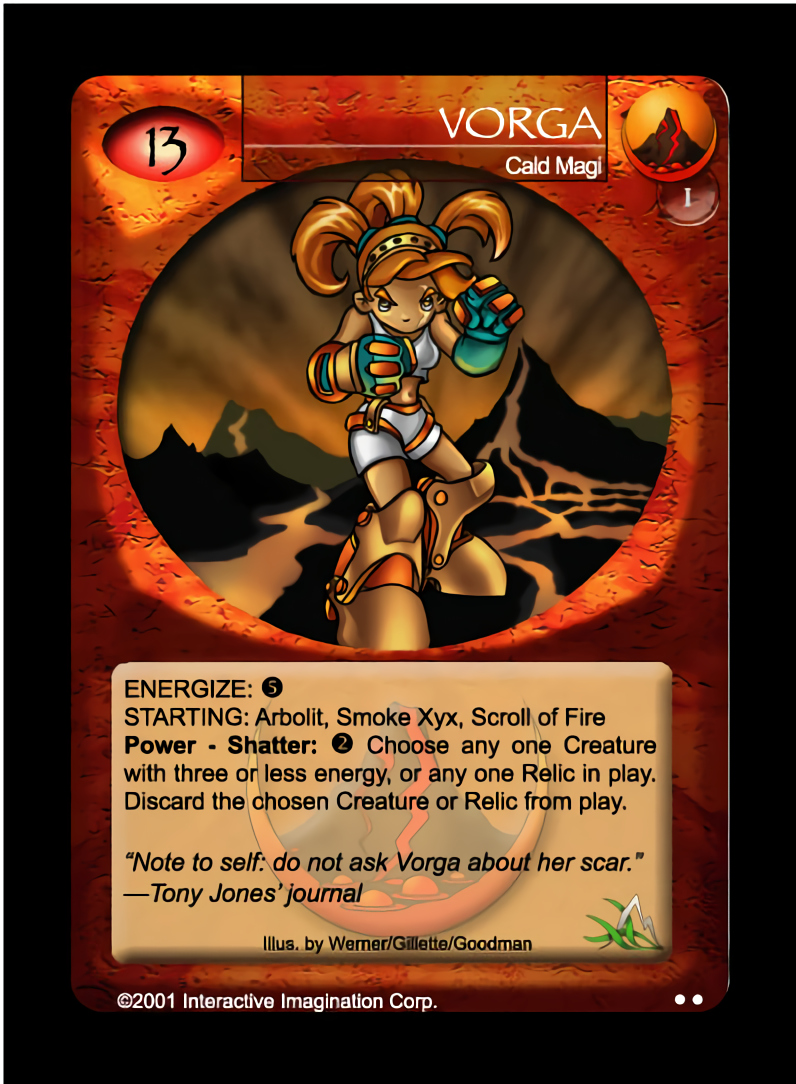 13
VORGA
Cald Magi
I
ENERGIZE: ❺
STARTING: Arbolit, Smoke Xyx, Scroll of Fire
Power - Shatter: ❷ Choose any one Creature
with three or less energy, or any one Relic in play.
Discard the chosen Creature or Relic from play.
“Note to self: do not ask Vorga about her scar.”
—Tony Jones’ journal
Illus. by Werner/Gillette/Goodman
©2001 Interactive Imagination Corp.